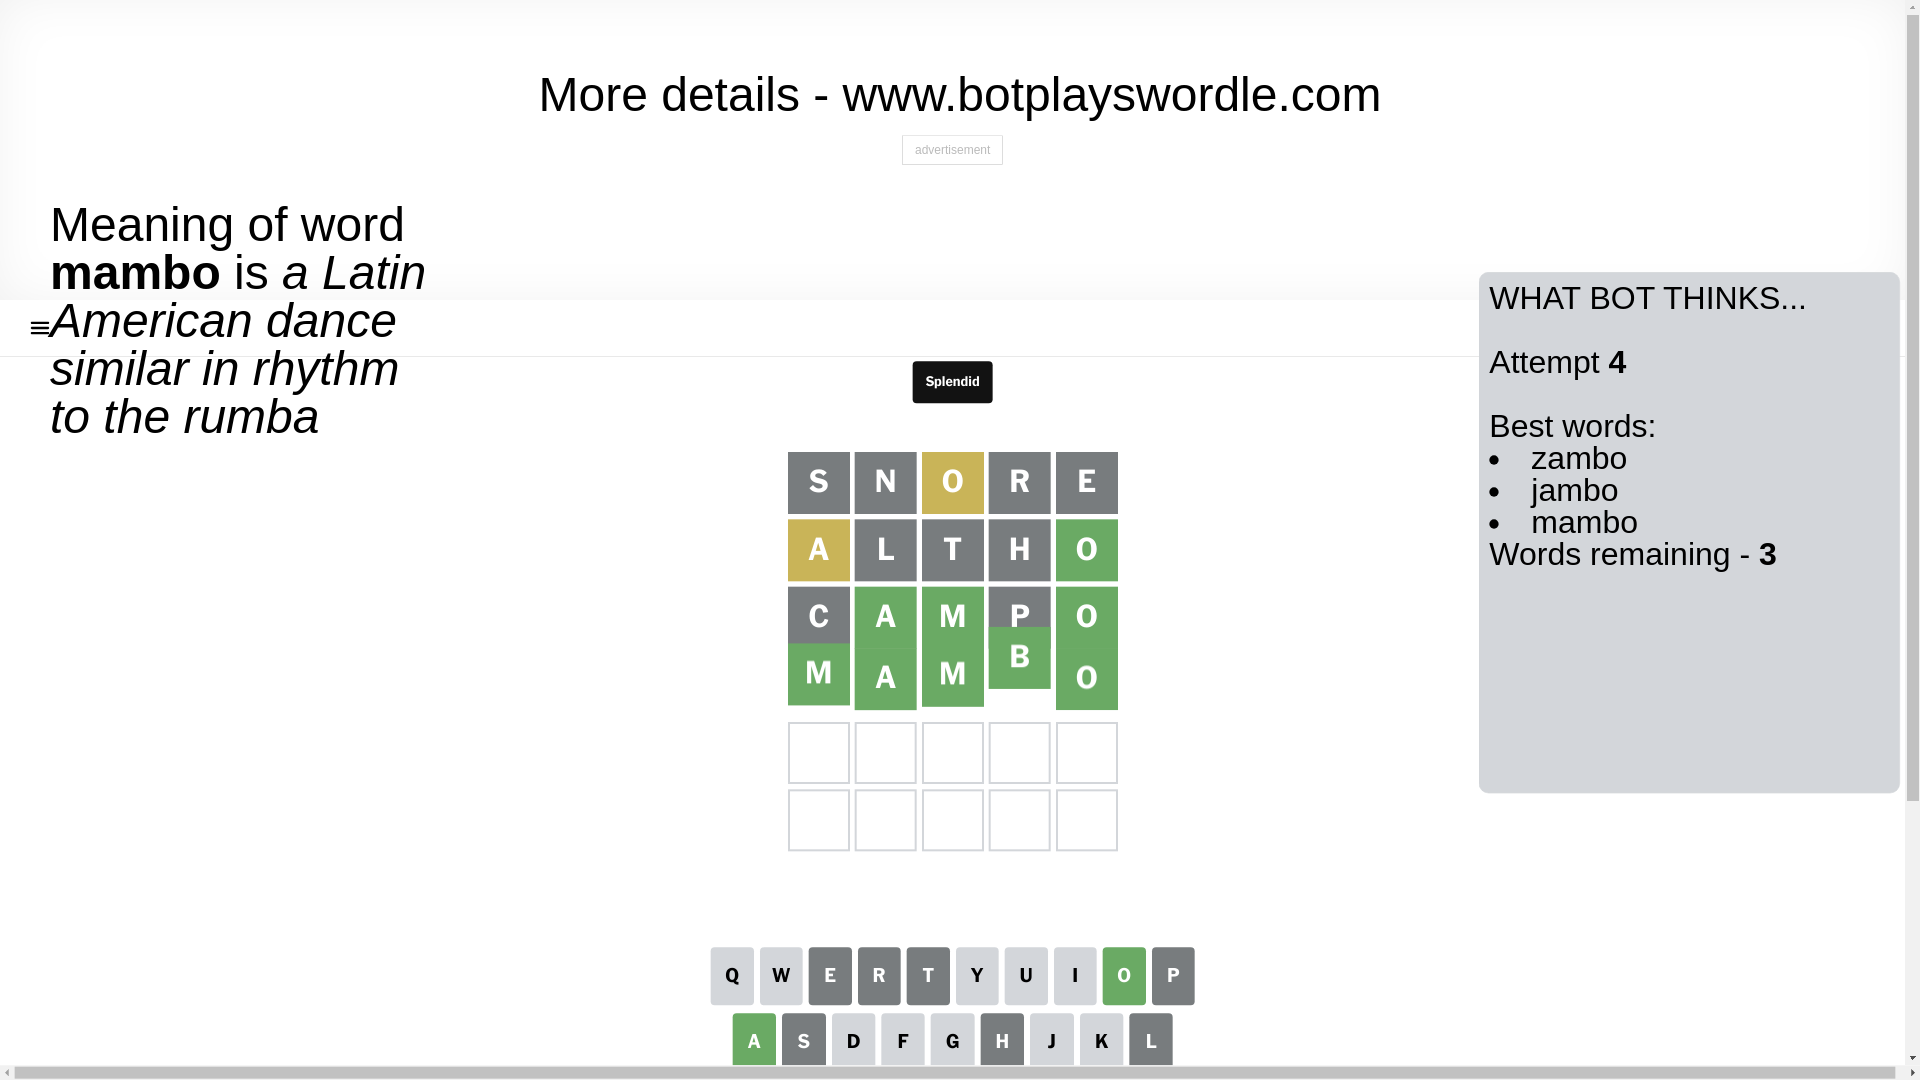 More details - www.botplayswordle.com
advertisement
Meaning of word
mambo is a Latin
American dance
similar in rhythm
to the rumba
WHAT BOT THINKS...
Attempt 4
Best words:
• zambo
• jambo
• mambo
Words remaining - 3
Splendid
S N O R E
A L T H O
C A M P O
M A M B O
Q W E R T Y U I O P
A S D F G H J K L